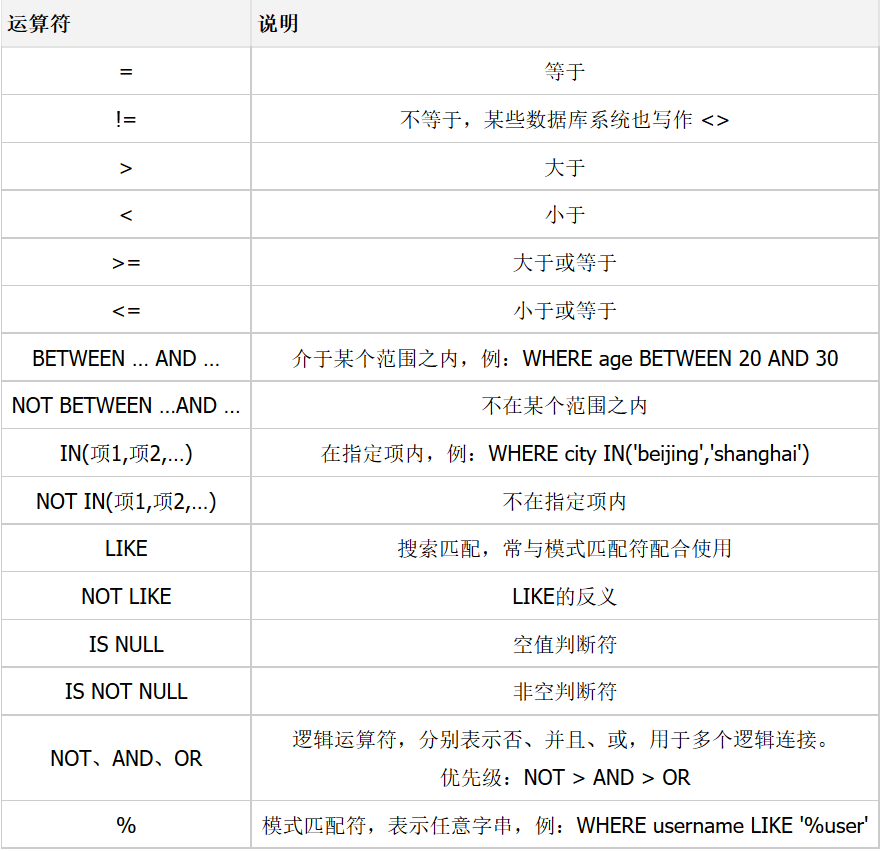 运算符 说明
= 等于
!= 不等于，某些数据库系统也写作 <>
> 大于
< 小于
>= 大于或等于
<= 小于或等于
BETWEEN … AND … 介于某个范围之内，例：WHERE age BETWEEN 20 AND 30
NOT BETWEEN …AND … 不在某个范围之内
IN(项1,项2,…) 在指定项内，例：WHERE city IN('beijing','shanghai')
NOT IN(项1,项2,…) 不在指定项内
LIKE 搜索匹配，常与模式匹配符配合使用
NOT LIKE LIKE的反义
IS NULL 空值判断符
IS NOT NULL 非空判断符
NOT、AND、OR 逻辑运算符，分别表示否、并且、或，用于多个逻辑连接。
优先级：NOT > AND > OR
% 模式匹配符，表示任意字串，例：WHERE username LIKE '%user'